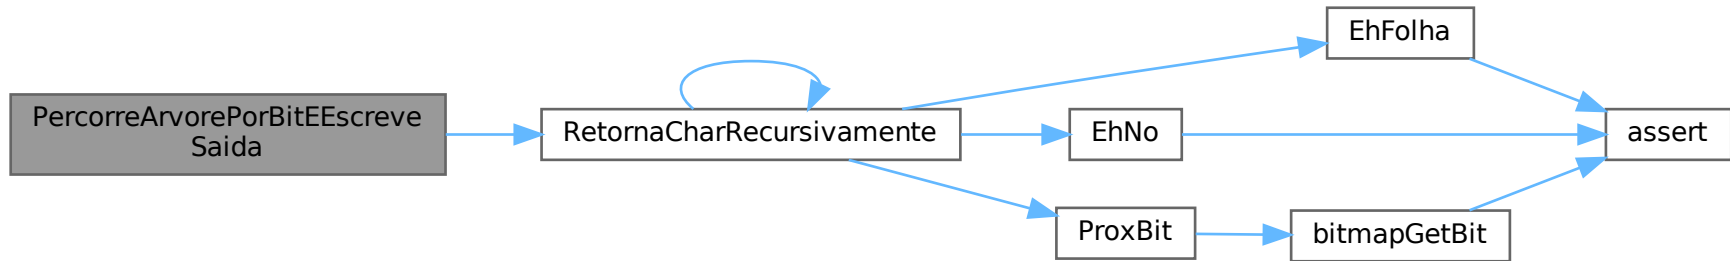 PercorreArvorePorBitEEscreve
Saida
RetornaCharRecursivamente
EhFolha
EhNo
ProxBit
bitmapGetBit
assert